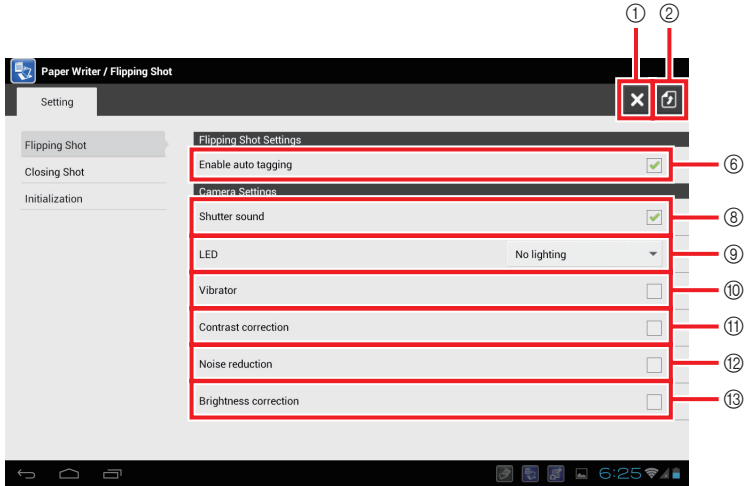 ① ②
Paper Writer / Flipping Shot
Setting
Flipping Shot
Closing Shot
Initialization
Flipping Shot Settings
Enable auto tagging ⑥
Camera Settings
Shutter sound ⑧
LED No lighting ⑨
Vibrator ⑩
Contrast correction ⑪
Noise reduction ⑫
Brightness correction ⑬
6:25